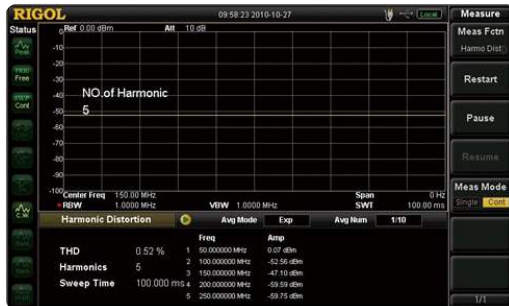 RIGOL 09:58:23 2010-10-27 Local Measure
Status Ref 0.00 dBm Att 10 dB Meas Fctn
Harmo Dist
0
-10
-20
-30
-40
-50
-60
-70
-80
-90
-100
Peak
Free
Cont
NO.of Harmonic
5
Restart
Pause
Resume
Center Freq 150.00 MHz Span 0 Hz
RBW 1.0000 MHz VBW 1.0000 MHz SWT 100.00 ms
Meas Mode
Single Cont
C.W.
Harmonic Distortion Avg Mode Exp Avg Num 1/10
Freq Amp
THD 0.52 %
Harmonics 5
Sweep Time 100.000 ms
1 50.000000 MHz 0.07 dBm
2 100.000000 MHz -52.56 dBm
3 150.000000 MHz -47.10 dBm
4 200.000000 MHz -59.59 dBm
5 250.000000 MHz -59.75 dBm
1/1